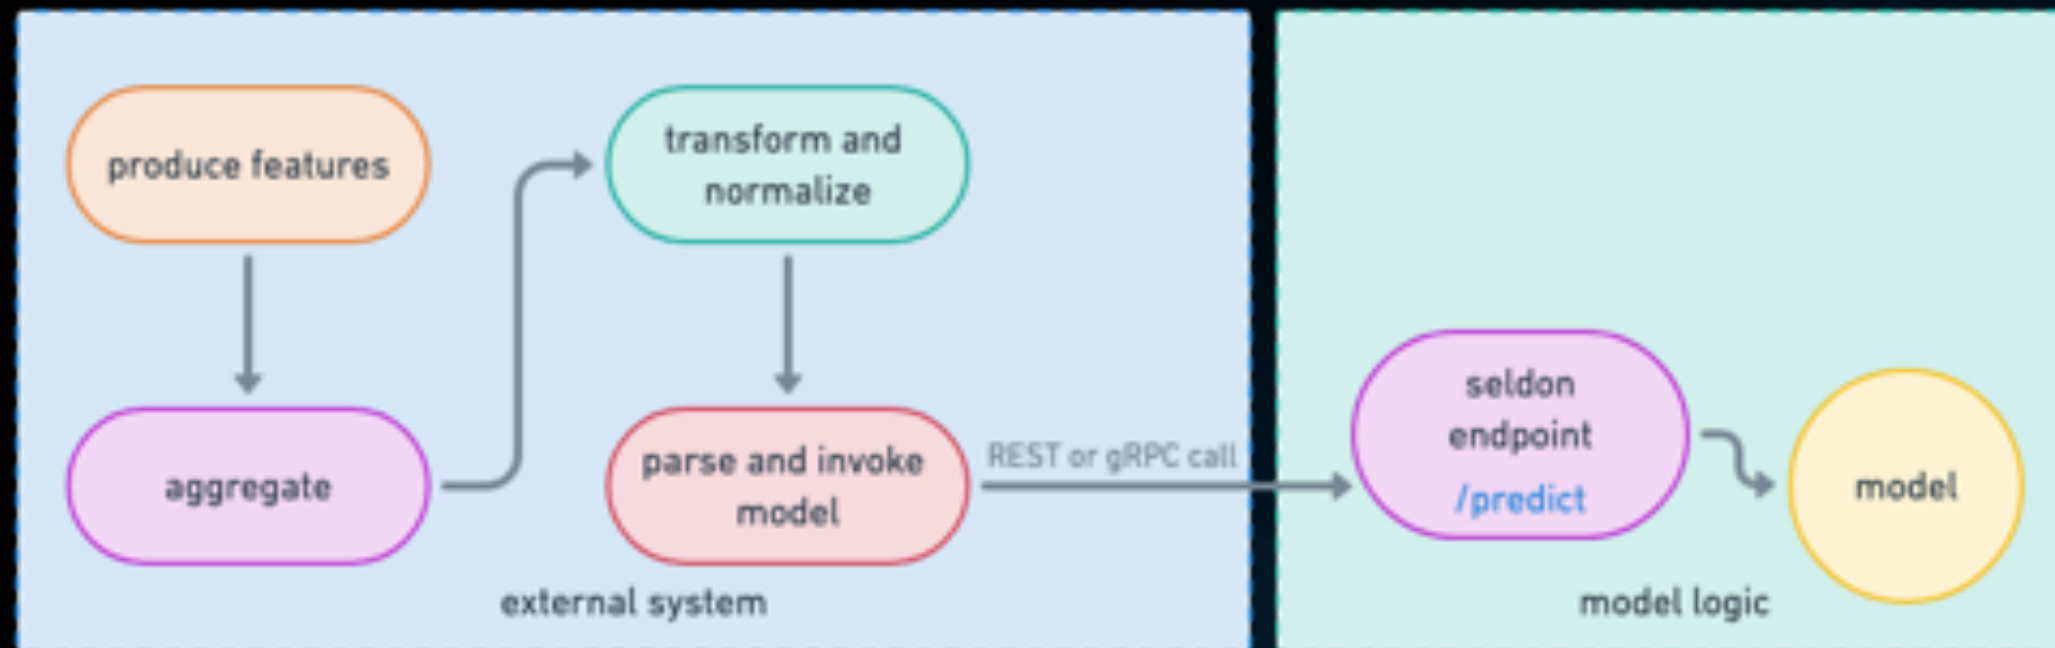 produce features
transform and
normalize
aggregate
parse and invoke
model
REST or gRPC call
external system
seldon
endpoint
/predict
model
model logic